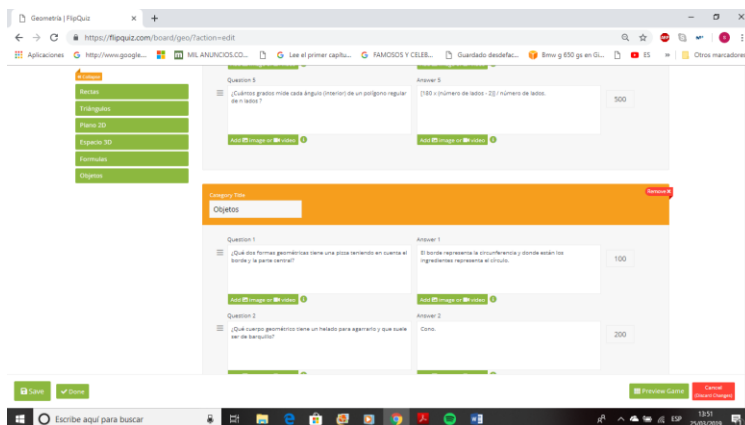 Geometría | FlipQuiz
https://flipquiz.com/board/geo/?action=edit
Aplicaciones
http://www.google...
MIL ANUNCIOS.CO...
Lee el primer capítu...
FAMOSOS Y CELEB...
Guardado desdefac...
Bmw g 650 gs en Gi...
ES
Otros marcadores
Rectas
Triángulos
Plano 2D
Espacio 3D
Formulas
Objetos
Question 5
Answer 5
¿Cuántos grados mide cada ángulo (interior) de un polígono regular
de n lados ?
[180 x (número de lados - 2)] / número de lados.
500
Add Image or Video
Add Image or Video
Category Title
Remove
Objetos
Question 1
Answer 1
¿Qué dos formas geométricas tiene una pizza teniendo en cuenta el
borde y la parte central?
El borde representa la circunferencia y donde están los
ingredientes representa el círculo.
100
Add Image or Video
Add Image or Video
Question 2
Answer 2
¿Qué cuerpo geométrico tiene un helado para agarrarlo y que suele
ser de barquillo?
Cono.
200
Save
Done
Preview Game
Cancel
(Discard Changes)
Escribe aquí para buscar
ESP
13:51
25/03/2019